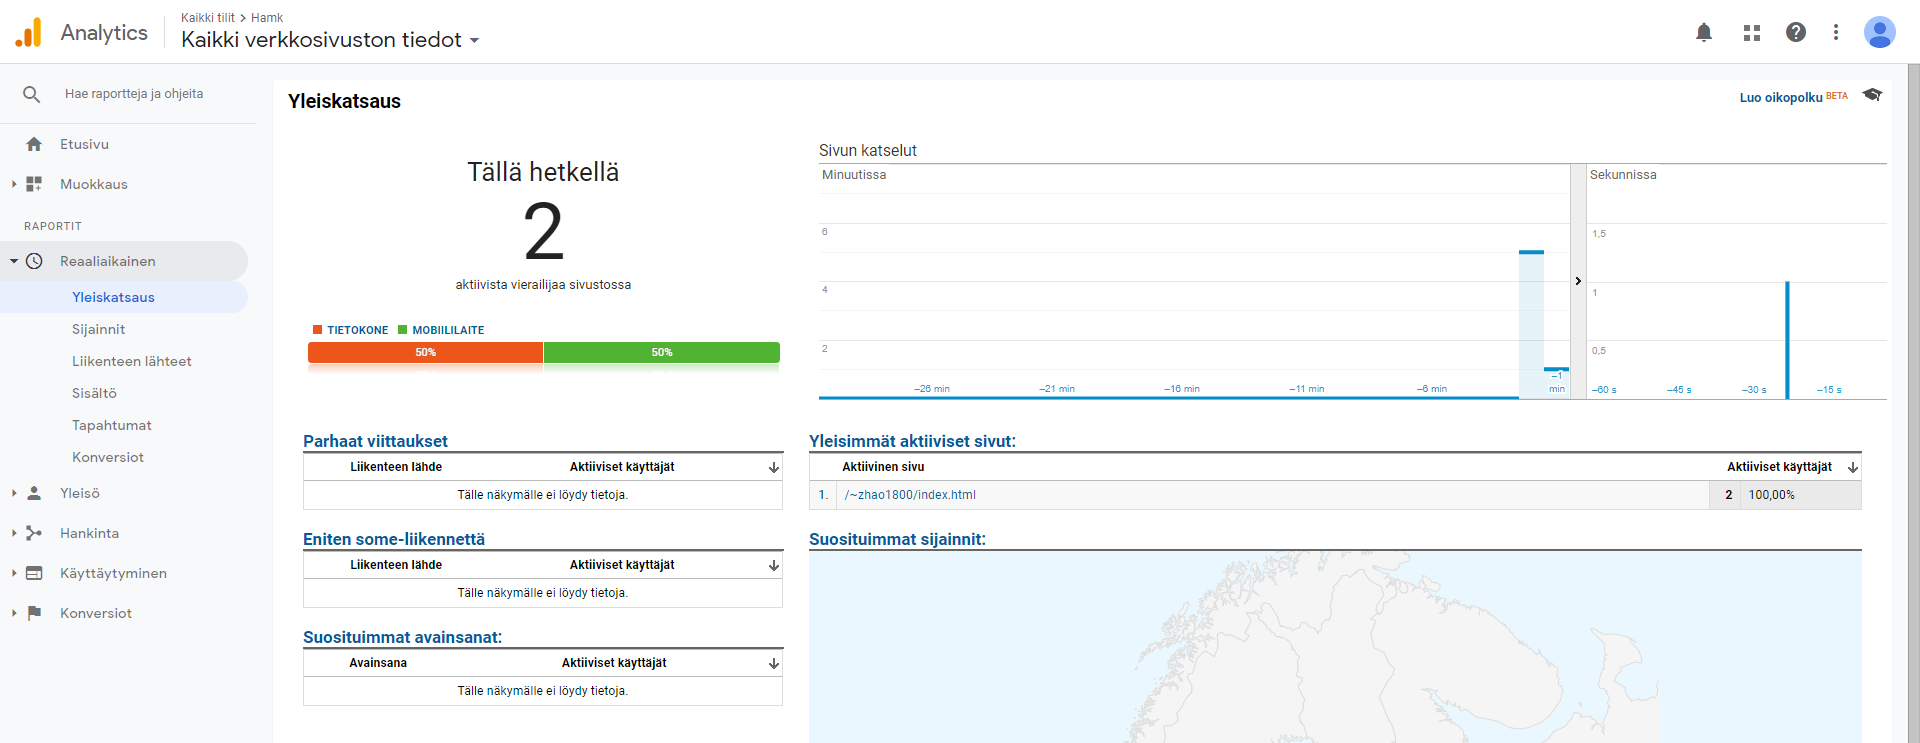 Analytics
Kaikki tilit > Hamk
Kaikki verkkosivuston tiedot
Hae raportteja ja ohjeita
Etusivu
Muokkaus
RAPORTIT
Reaaliaikainen
Yleiskatsaus
Sijainnit
Liikenteen lähteet
Sisältö
Tapahtumat
Konversiot
Yleisö
Hankinta
Käyttäytyminen
Konversiot
Yleiskatsaus
Luo oikopolku BETA
Tällä hetkellä
2
aktiivista vierailijaa sivustossa
TIETOKONE MOBIILILAITE
50% 50%
Sivun katselut
Minuutissa
6
4
2
–26 min –21 min –16 min –11 min –6 min –1 min
Sekunnissa
1,5
1
0,5
–60 s –45 s –30 s –15 s
Parhaat viittaukset
Liikenteen lähde Aktiiviset käyttäjät
Tälle näkymälle ei löydy tietoja.
Eniten some-liikennettä
Liikenteen lähde Aktiiviset käyttäjät
Tälle näkymälle ei löydy tietoja.
Suosituimmat avainsanat:
Avainsana Aktiiviset käyttäjät
Tälle näkymälle ei löydy tietoja.
Yleisimmät aktiiviset sivut:
Aktiivinen sivu Aktiiviset käyttäjät
1. /~zhao1800/index.html 2 100,00%
Suosituimmat sijainnit: